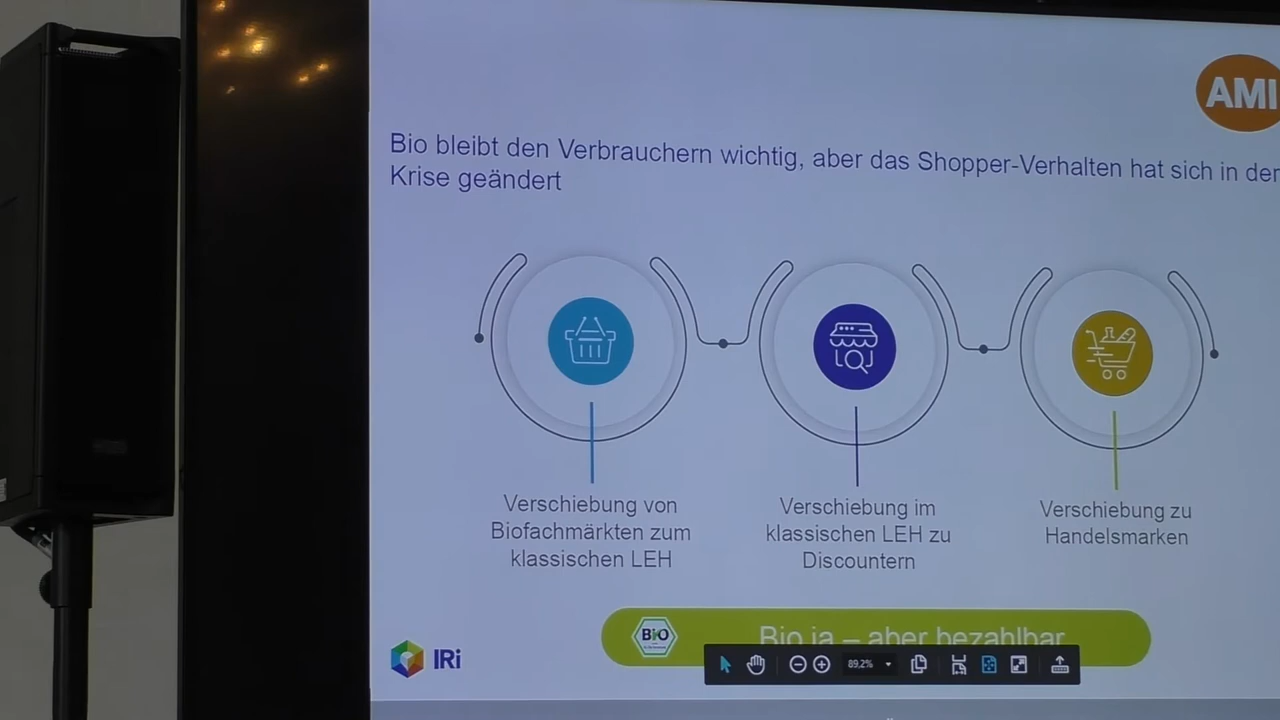 AMI
Bio bleibt den Verbrauchern wichtig, aber das Shopper-Verhalten hat sich in der
Krise geändert
Verschiebung von
Biofachmärkten zum
klassischen LEH
Verschiebung im
klassischen LEH zu
Discountern
Verschiebung zu
Handelsmarken
Bio
Bio ja – aber bezahlbar
IRi
89,2%